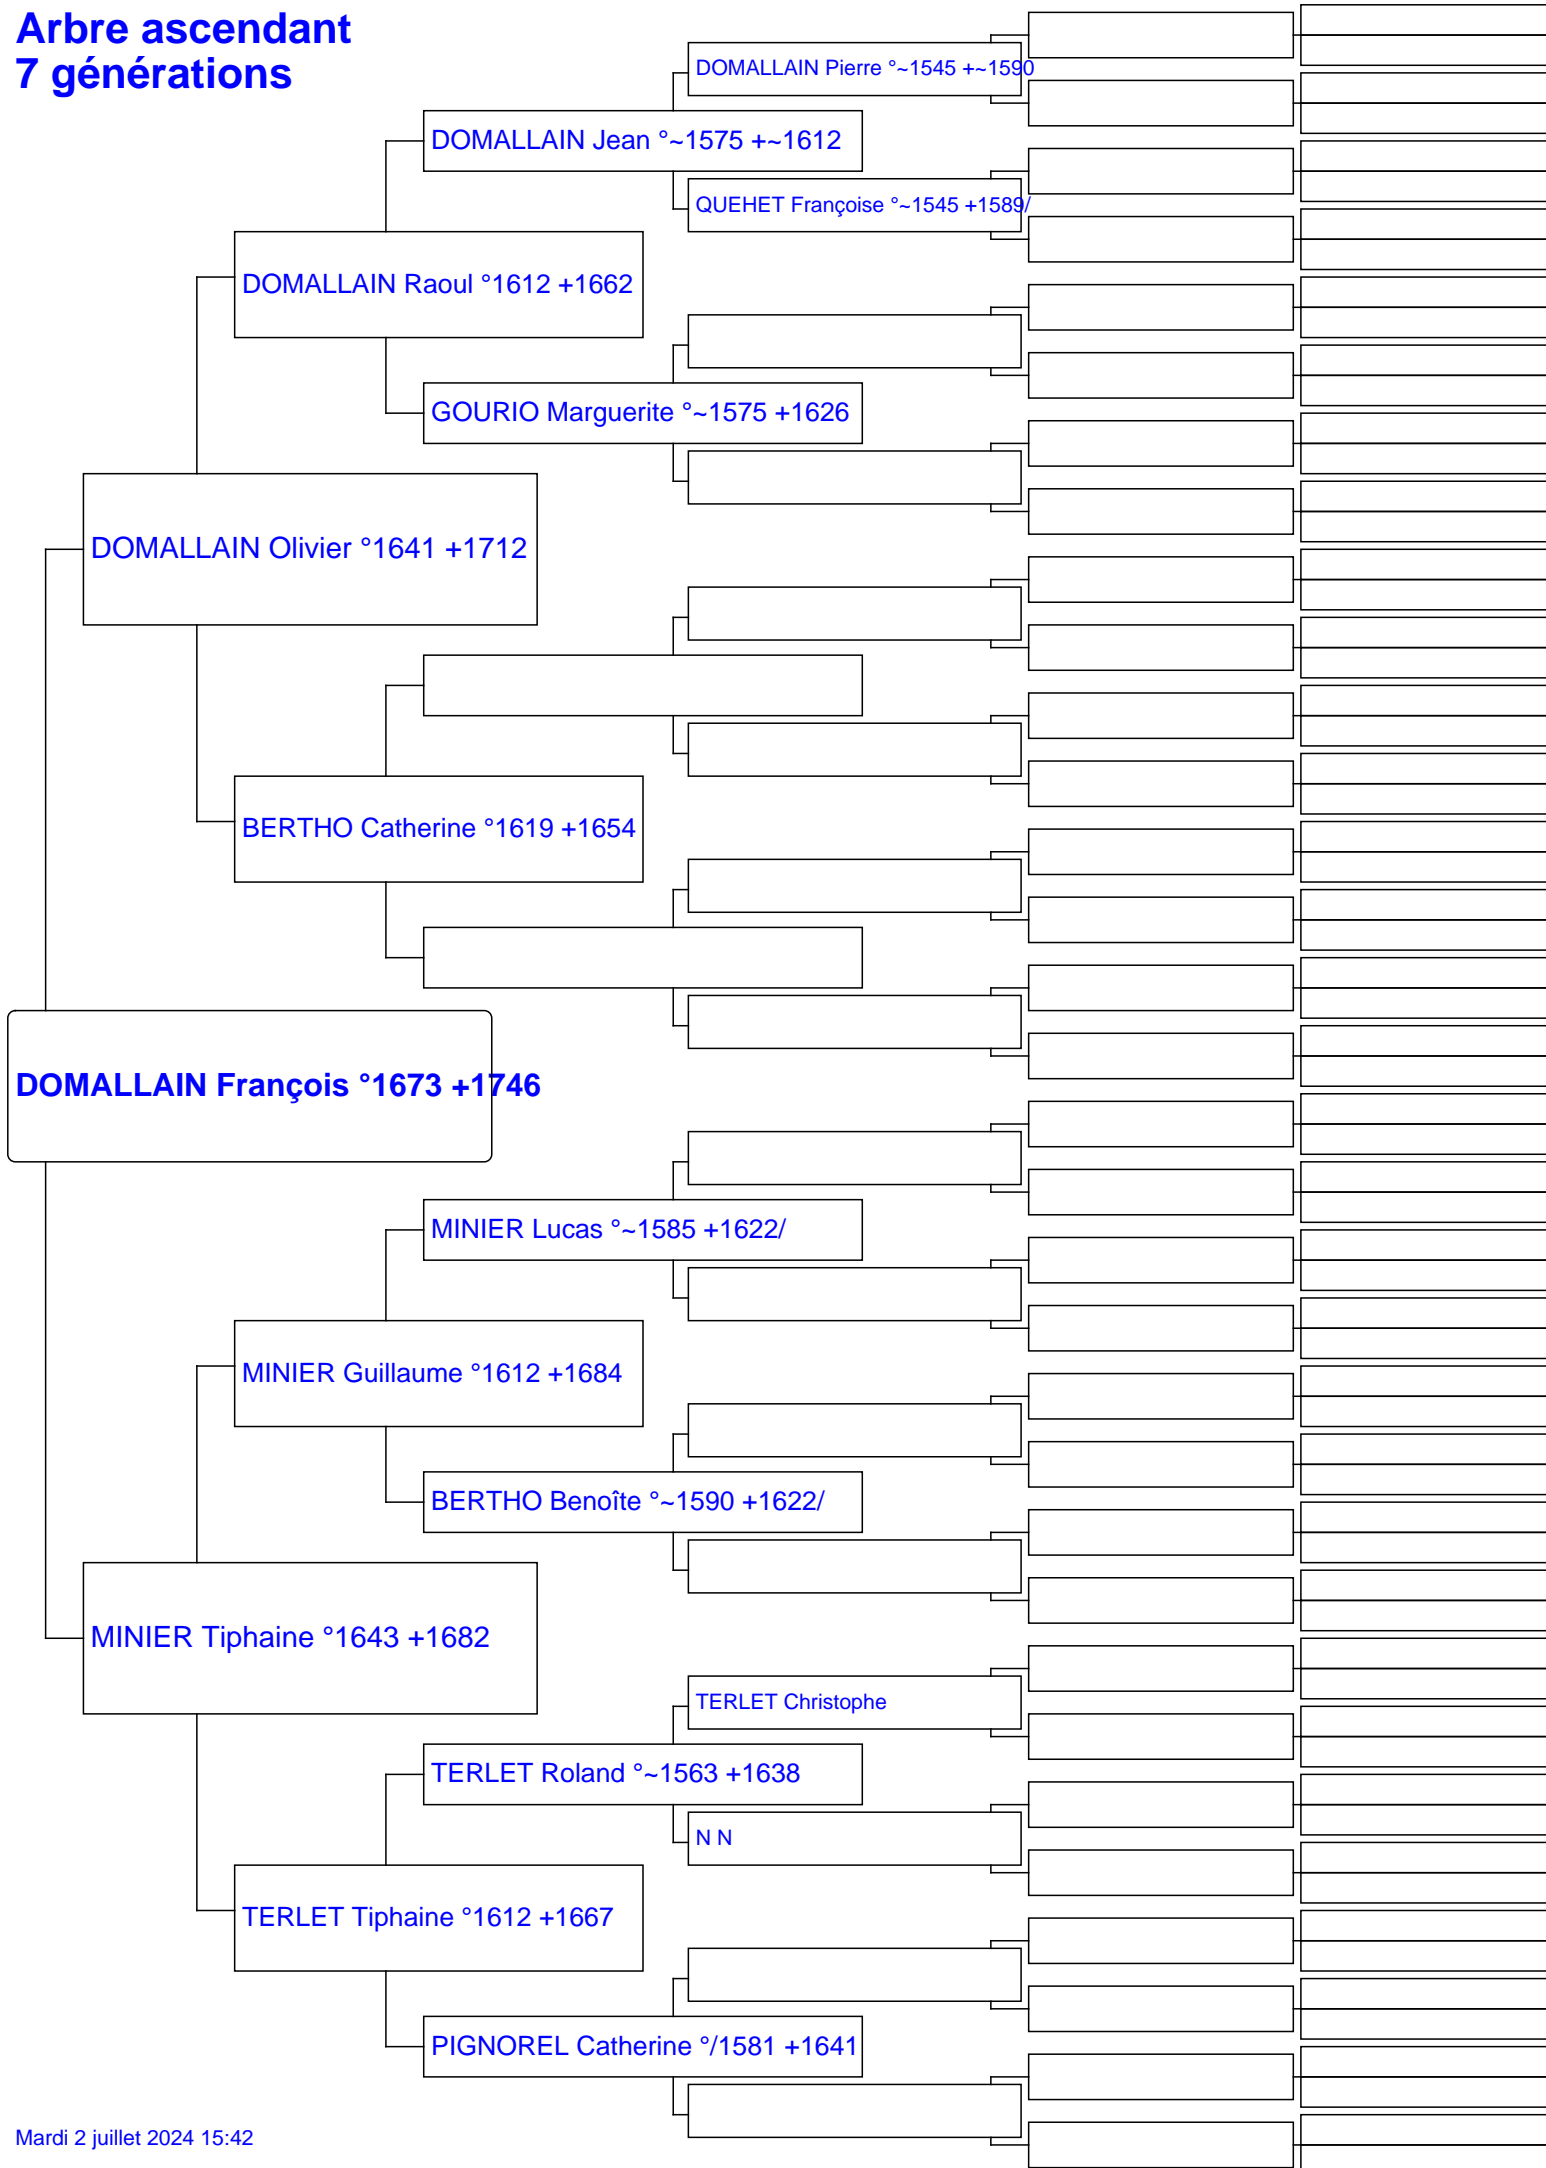 Arbre ascendant
7 générations
DOMALLAIN Pierre °~1545 +~1590
DOMALLAIN Jean °~1575 +~1612
QUEHET Françoise °~1545 +1589/
DOMALLAIN Raoul °1612 +1662
GOURIO Marguerite °~1575 +1626
DOMALLAIN Olivier °1641 +1712
BERTHO Catherine °1619 +1654
DOMALLAIN François °1673 +1746
MINIER Lucas °~1585 +1622/
MINIER Guillaume °1612 +1684
BERTHO Benoîte °~1590 +1622/
MINIER Tiphaine °1643 +1682
TERLET Christophe
TERLET Roland °~1563 +1638
N N
TERLET Tiphaine °1612 +1667
PIGNOREL Catherine °/1581 +1641
Mardi 2 juillet 2024 15:42